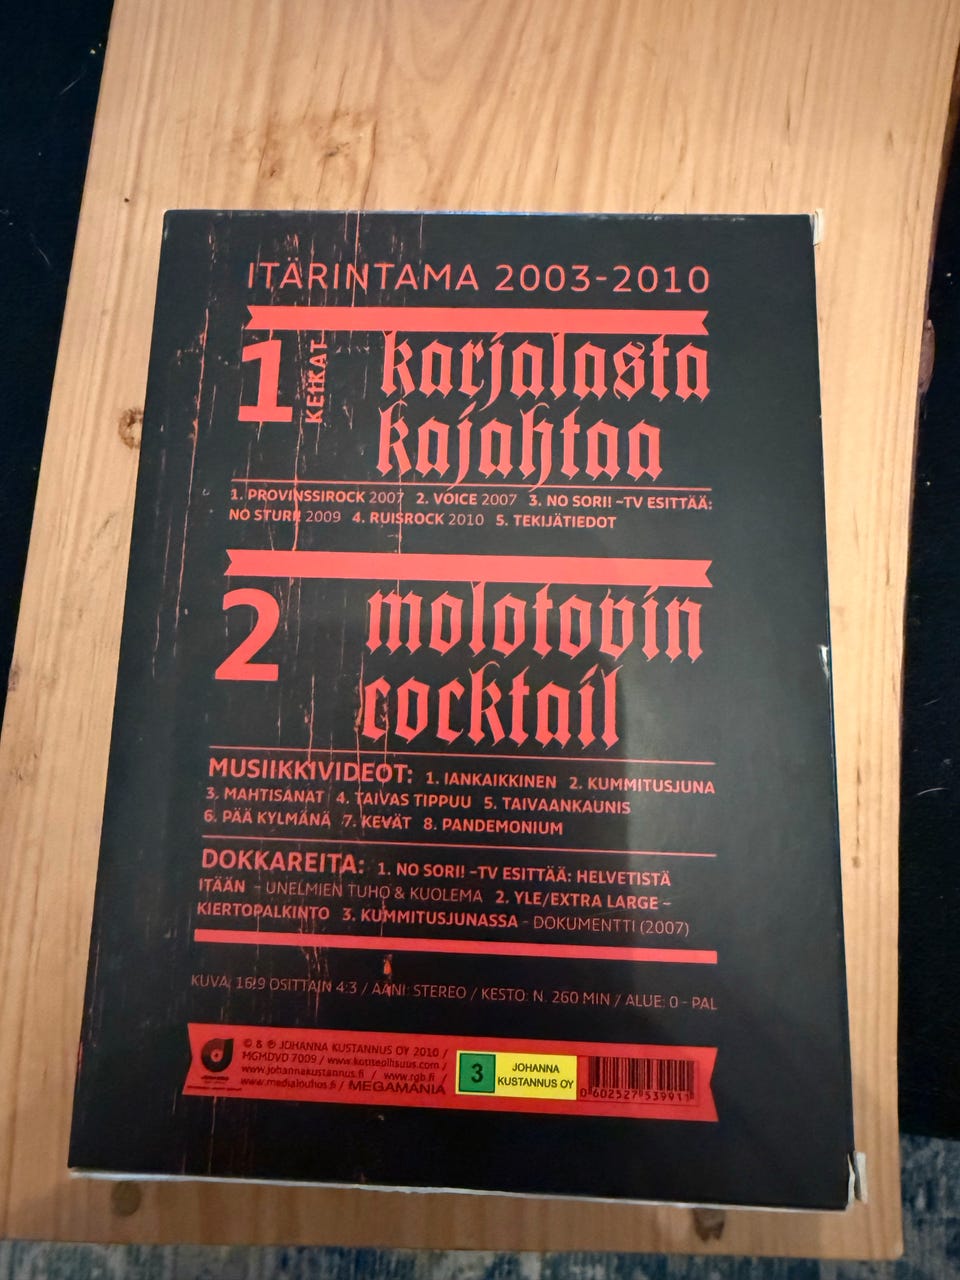 ITÄRINTAMA 2003-2010
1 KEIKAT karjalasta
kajahtaa
1. PROVINSSIROCK 2007 2. VOICE 2007 3. NO SORI! –TV ESITTÄÄ:
NO STURI! 2009 4. RUISROCK 2010 5. TEKIJÄTIEDOT
2 molotovin
cocktail
MUSIIKKIVIDEOT: 1. IANKAIKKINEN 2. KUMMITUSJUNA
3. MAHTISANAT 4. TAIVAS TIPPUU 5. TAIVAANKAUNIS
6. PÄÄ KYLMÄNÄ 7. KEVÄT 8. PANDEMONIUM
DOKKAREITA: 1. NO SORI! –TV ESITTÄÄ: HELVETISTÄ
ITÄÄN – UNELMIEN TUHO & KUOLEMA 2. YLE/EXTRA LARGE –
KIERTOPALKINTO 3. KUMMITUSJUNASSA – DOKUMENTTI (2007)
KUVA: 16:9 OSITTAIN 4:3 / ÄÄNI: STEREO / KESTO: N. 260 MIN / ALUE: 0 - PAL
© & ℗ JOHANNA KUSTANNUS OY 2010 /
MGMDVD 7009 / www.kotiteollisuus.com /
www.johannakustannus.fi / www.rgb.fi /
www.medialouhos.fi / MEGAMANIA
3 JOHANNA
KUSTANNUS OY
0 602527 539911